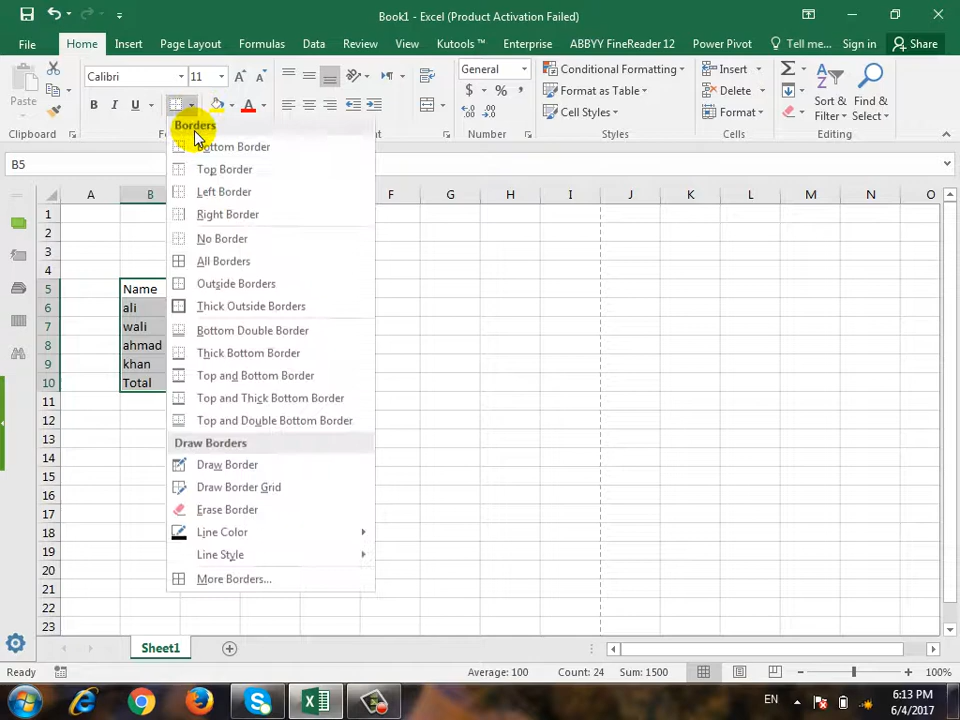 Book1 - Excel (Product Activation Failed)
File Home Insert Page Layout Formulas Data Review View Kutools ™ Enterprise ABBYY FineReader 12 Power Pivot Tell me... Sign in Share
Calibri 11 General Conditional Formatting Insert
Paste B I U $ % , Format as Table Delete Sort & Find &
Cell Styles Format Filter Select
Clipboard Number Styles Cells Editing
B5
Borders
Bottom Border
Top Border
Left Border
Right Border
No Border
All Borders
Outside Borders
Thick Outside Borders
Bottom Double Border
Thick Bottom Border
Top and Bottom Border
Top and Thick Bottom Border
Top and Double Bottom Border
Draw Borders
Draw Border
Draw Border Grid
Erase Border
Line Color
Line Style
More Borders...
A B F G H I J K L M N O
1
2
3
4
5 Name
6 ali
7 wali
8 ahmad
9 khan
10 Total
11
12
13
14
15
16
17
18
19
20
21
22
23
Sheet1
Ready Average: 100 Count: 24 Sum: 1500 100%
EN 6:13 PM
6/4/2017